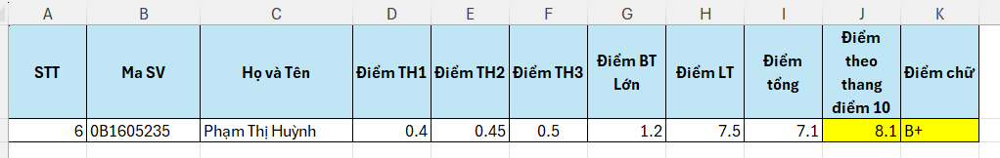 A B C D E F G H I J K
STT Ma SV Họ và Tên Điểm TH1 Điểm TH2 Điểm TH3 Điểm BT Lớn Điểm LT Điểm tổng Điểm theo thang điểm 10 Điểm chữ
6 0B1605235 Phạm Thị Huỳnh 0.4 0.45 0.5 1.2 7.5 7.1 8.1 B+